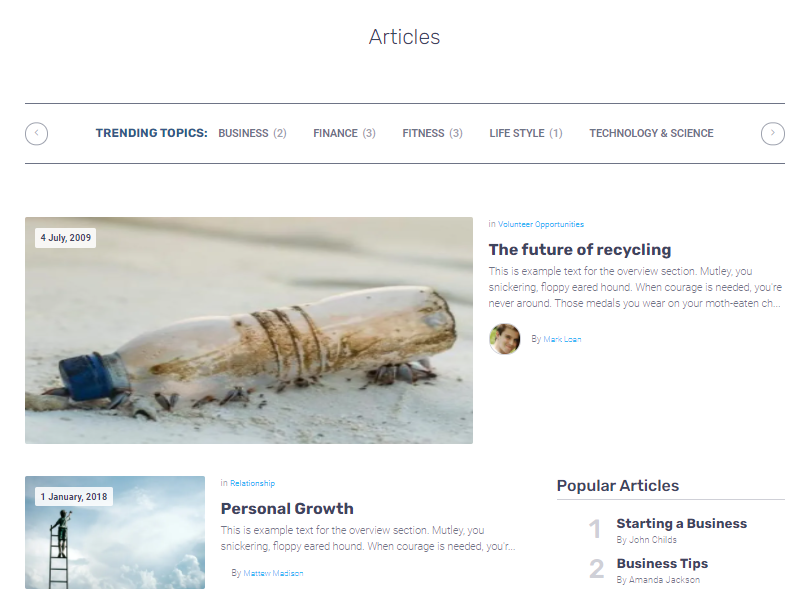 Articles
TRENDING TOPICS: BUSINESS (2) FINANCE (3) FITNESS (3) LIFE STYLE (1) TECHNOLOGY & SCIENCE
4 July, 2009
in Volunteer Opportunities
The future of recycling
This is example text for the overview section. Mutley, you
snickering, floppy eared hound. When courage is needed, you're
never around. Those medals you wear on your moth-eaten ch...
By Mark Loan
1 January, 2018
in Relationship
Personal Growth
This is example text for the overview section. Mutley, you
snickering, floppy eared hound. When courage is needed, you'r...
By Mattew Madison
Popular Articles
1 Starting a Business
By John Childs
2 Business Tips
By Amanda Jackson